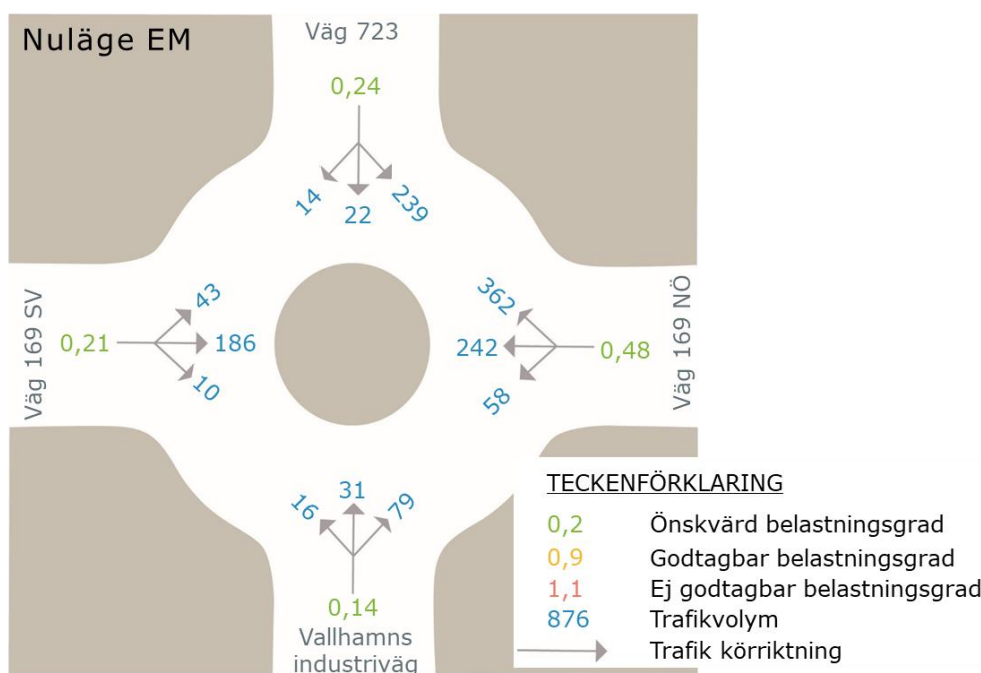 Nuläge EM
Väg 723
0,24
14
22
239
Väg 169 SV
0,21
43
186
10
362
242
58
0,48
Väg 169 NÖ
16
31
79
0,14
Vallhamns
industriväg
TECKENFÖRKLARING
0,2 Önskvärd belastningsgrad
0,9 Godtagbar belastningsgrad
1,1 Ej godtagbar belastningsgrad
876 Trafikvolym
Trafik körriktning